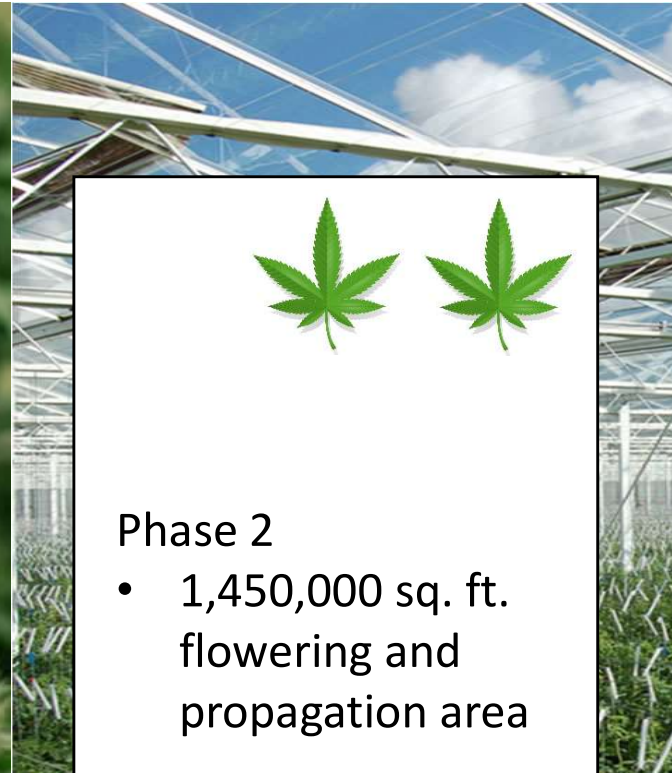 Phase 2
• 1,450,000 sq. ft.
flowering and
propagation area